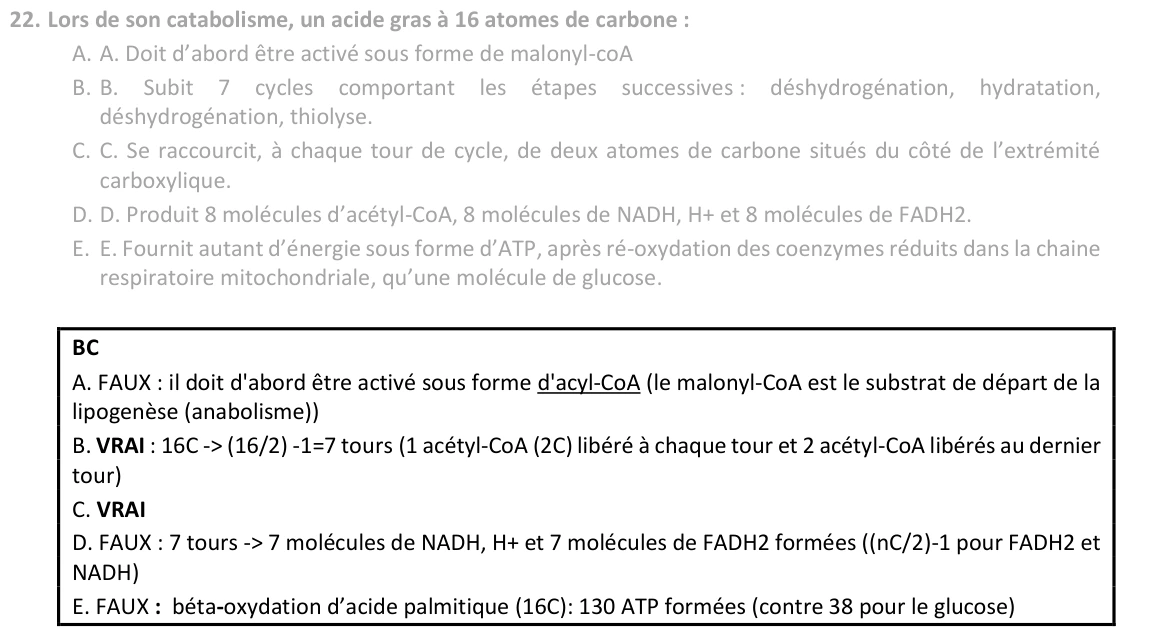 22. Lors de son catabolisme, un acide gras à 16 atomes de carbone :
A. A. Doit d’abord être activé sous forme de malonyl-coA
B. B. Subit 7 cycles comportant les étapes successives : déshydrogénation, hydratation,
déshydrogénation, thiolyse.
C. C. Se raccourcit, à chaque tour de cycle, de deux atomes de carbone situés du côté de l’extrémité
carboxylique.
D. D. Produit 8 molécules d’acétyl-CoA, 8 molécules de NADH, H+ et 8 molécules de FADH2.
E. E. Fournit autant d’énergie sous forme d’ATP, après ré-oxydation des coenzymes réduits dans la chaine
respiratoire mitochondriale, qu’une molécule de glucose.
BC
A. FAUX : il doit d'abord être activé sous forme d'acyl-CoA (le malonyl-CoA est le substrat de départ de la
lipogenèse (anabolisme))
B. VRAI : 16C -> (16/2) -1=7 tours (1 acétyl-CoA (2C) libéré à chaque tour et 2 acétyl-CoA libérés au dernier
tour)
C. VRAI
D. FAUX : 7 tours -> 7 molécules de NADH, H+ et 7 molécules de FADH2 formées ((nC/2)-1 pour FADH2 et
NADH)
E. FAUX : béta-oxydation d’acide palmitique (16C): 130 ATP formées (contre 38 pour le glucose)